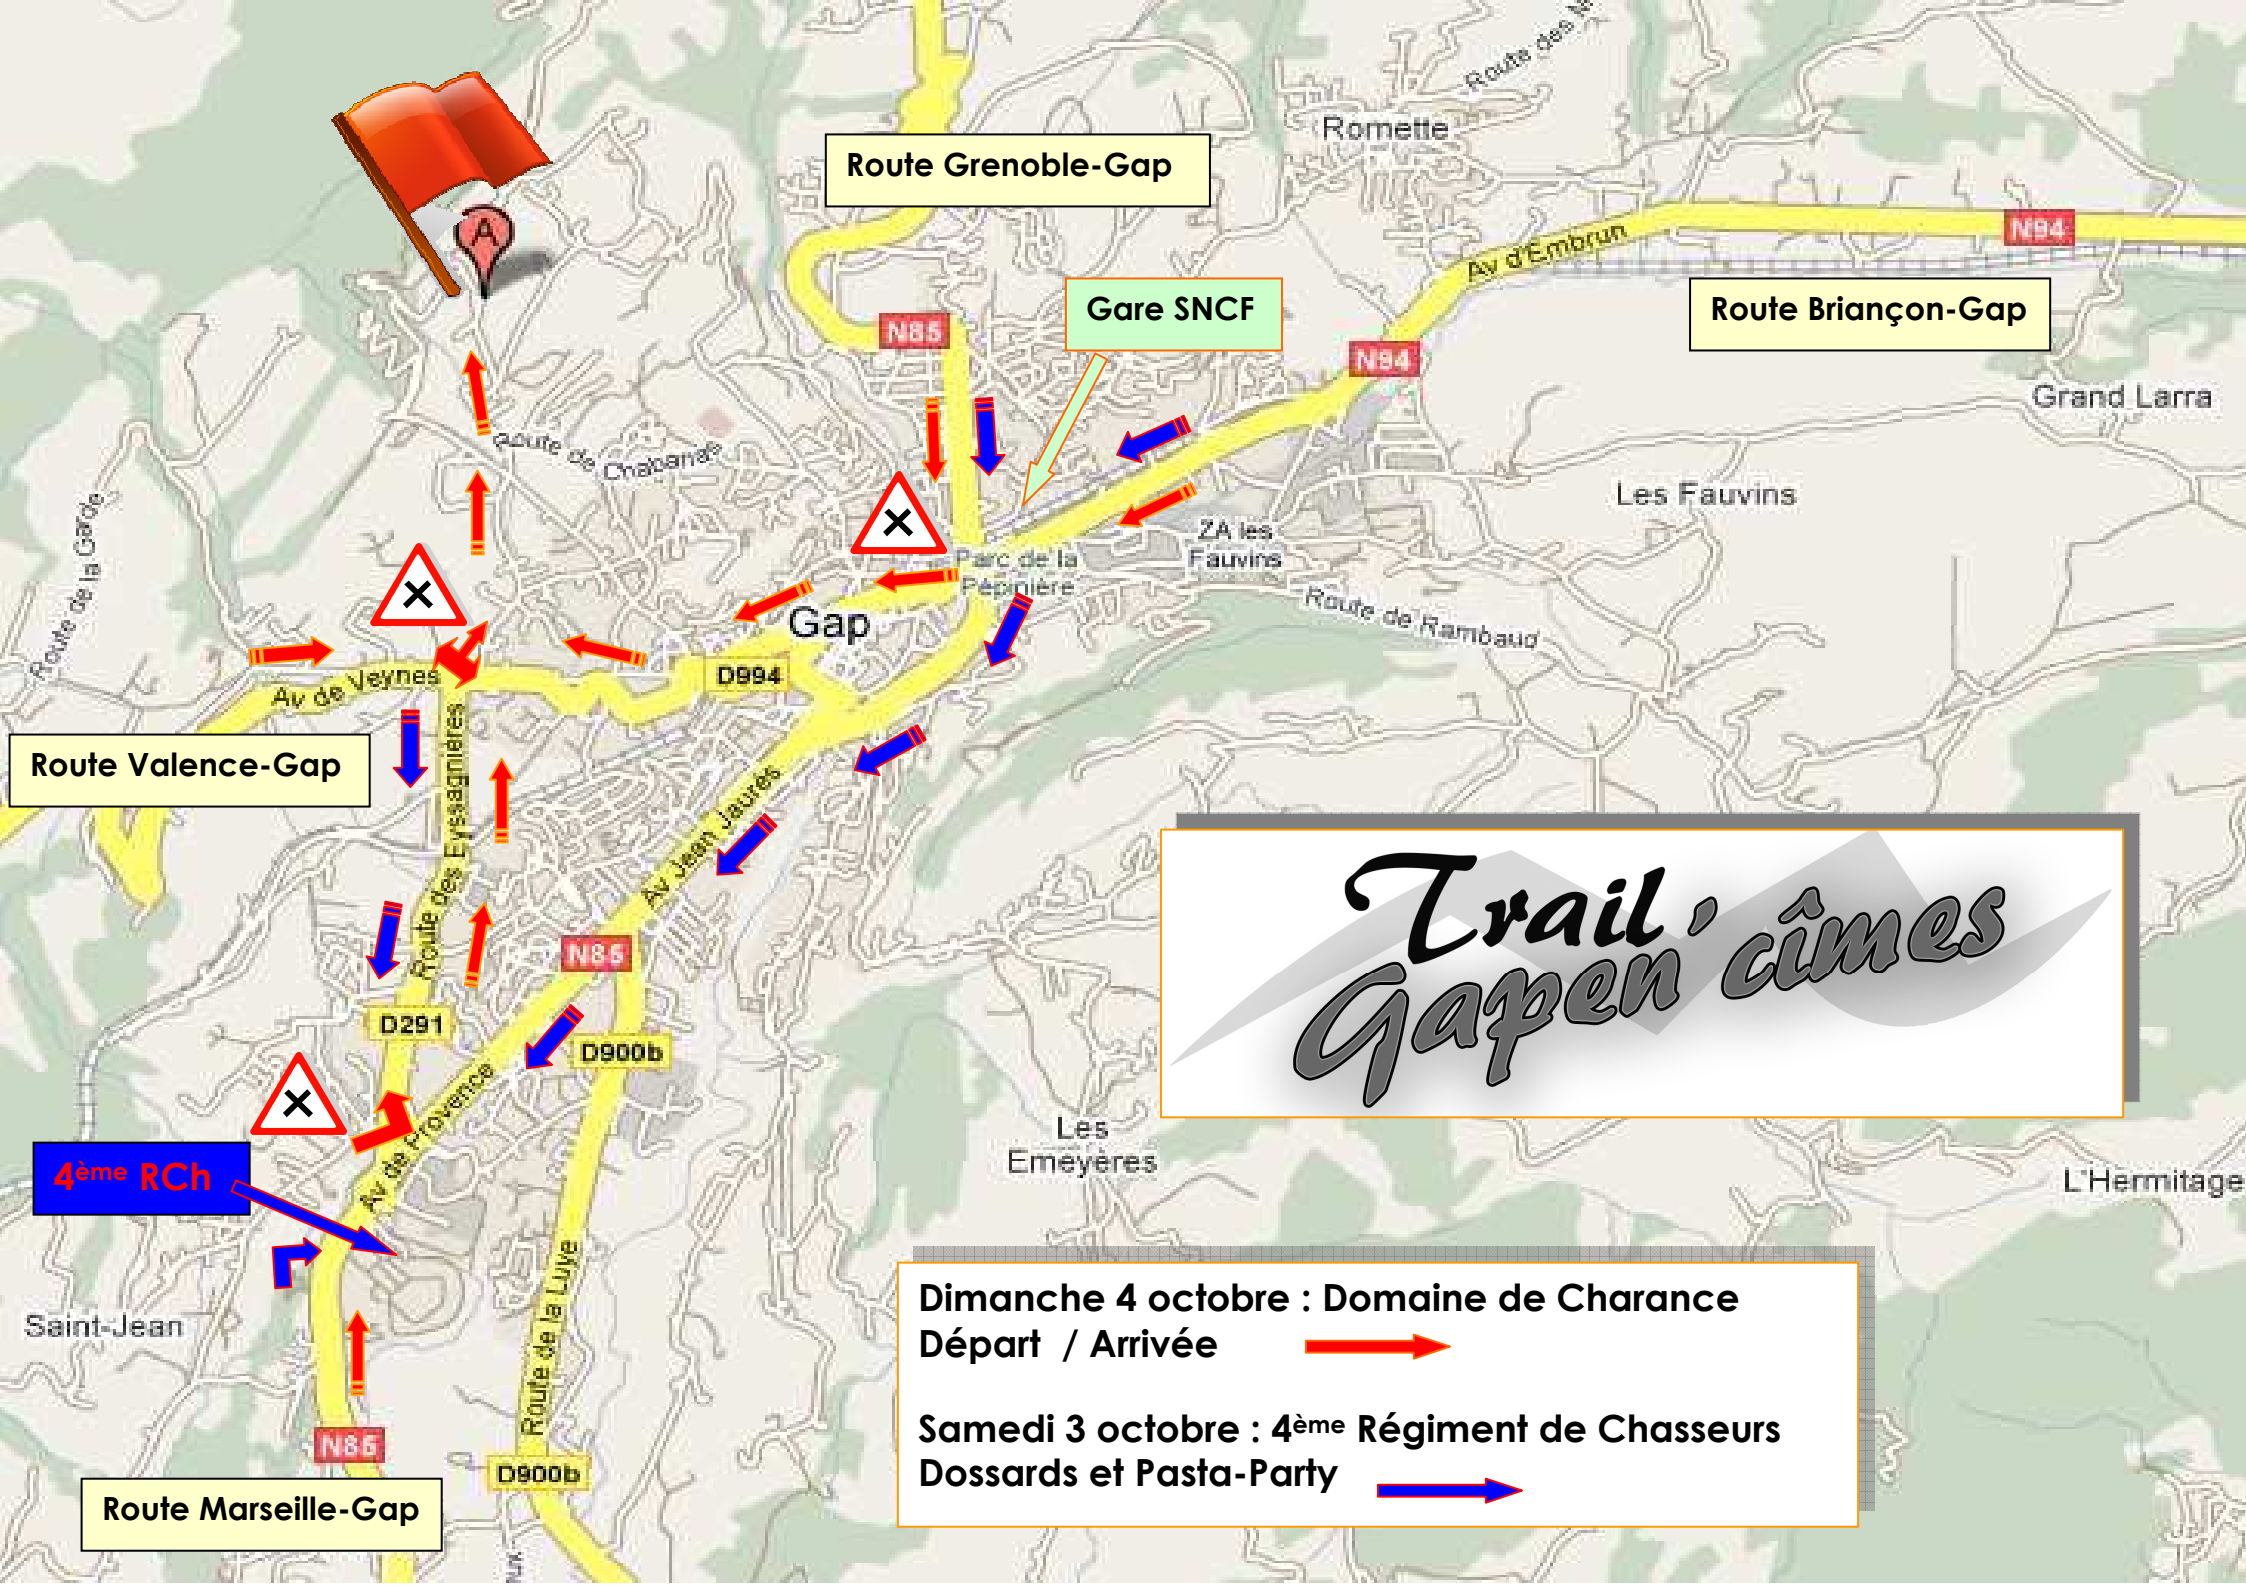 Route des
Romette
Route Grenoble-Gap
A
N94
Av d'Embrun
Gare SNCF
Route Briançon-Gap
N85
N94
Grand Larra
Route de Chabanas
Les Fauvins
Route de la Garde
ZA les
Fauvins
Parc de la
Pépinière
Route de Rambaud
Gap
D994
Av de Veynes
Route Valence-Gap
Route des Eyssagnières
Av Jean Jaurès
Trail'
Gapen'cîmes
N85
D291
D900b
Av de Provence
Les
Emeyères
4ème RCh
L'Hermitage
Saint-Jean
Route de la Luye
Dimanche 4 octobre : Domaine de Charance
Départ / Arrivée
Samedi 3 octobre : 4ème Régiment de Chasseurs
Dossards et Pasta-Party
N85
D900b
Route Marseille-Gap